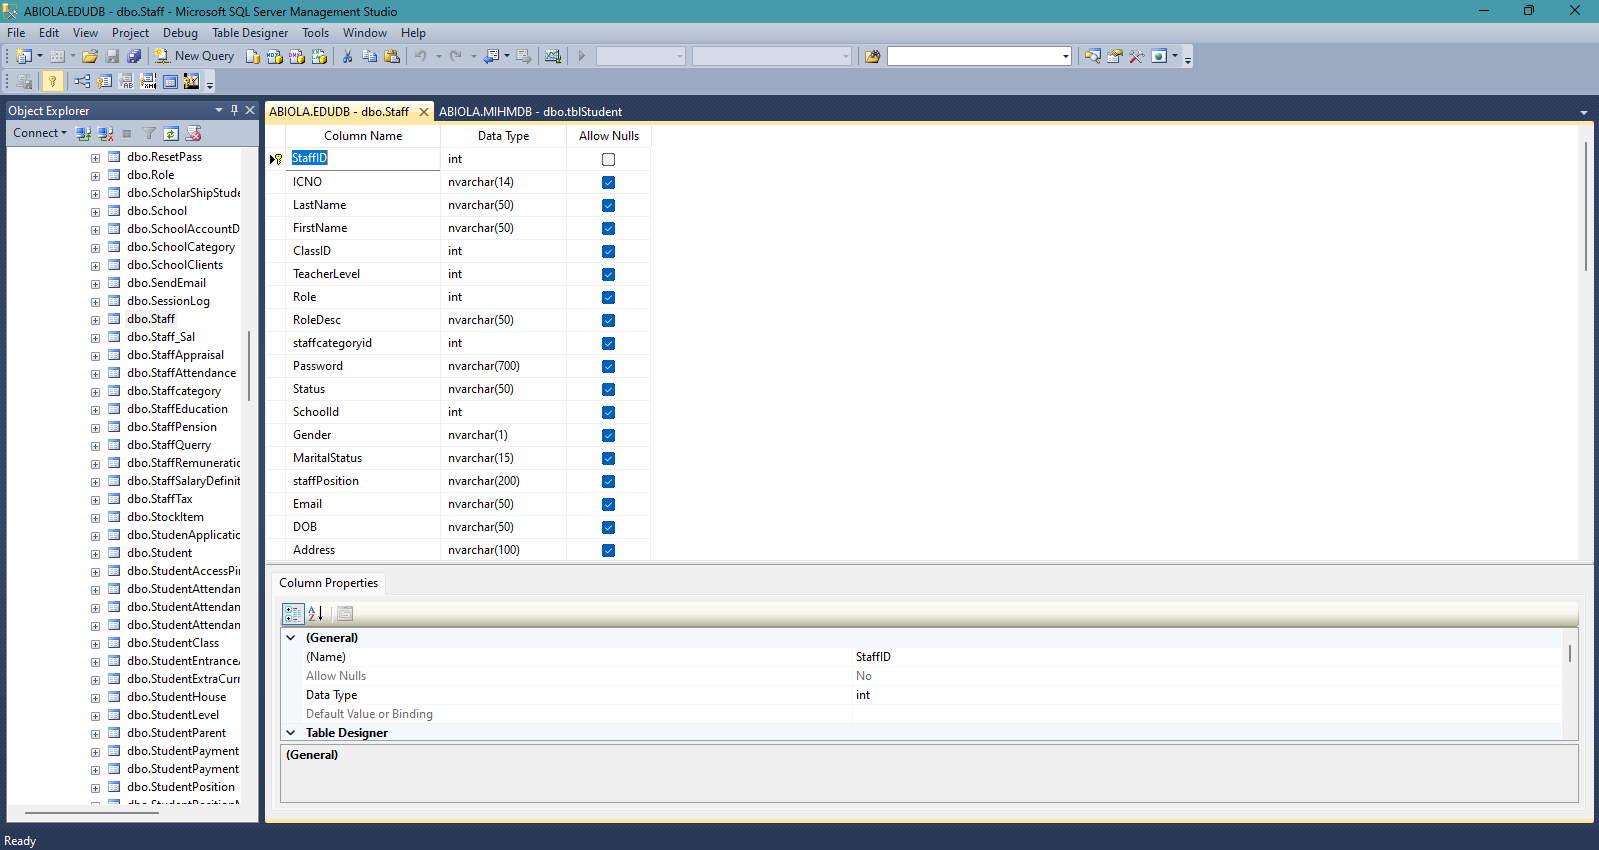 ABIOLA.EDUDB - dbo.Staff - Microsoft SQL Server Management Studio
File Edit View Project Debug Table Designer Tools Window Help
New Query
Object Explorer
Connect
dbo.ResetPass
dbo.Role
dbo.ScholarShipStude
dbo.School
dbo.SchoolAccountD
dbo.SchoolCategory
dbo.SchoolClients
dbo.SendEmail
dbo.SessionLog
dbo.Staff
dbo.Staff_Sal
dbo.StaffAppraisal
dbo.StaffAttendance
dbo.Staffcategory
dbo.StaffEducation
dbo.StaffPension
dbo.StaffQuerry
dbo.StaffRemuneratic
dbo.StaffSalaryDefinit
dbo.StaffTax
dbo.StockItem
dbo.StudenApplicatic
dbo.Student
dbo.StudentAccessPi
dbo.StudentAttendan
dbo.StudentAttendan
dbo.StudentAttendan
dbo.StudentClass
dbo.StudentEntrance
dbo.StudentExtraCurr
dbo.StudentHouse
dbo.StudentLevel
dbo.StudentParent
dbo.StudentPayment
dbo.StudentPayment
dbo.StudentPosition
ABIOLA.EDUDB - dbo.Staff ABIOLA.MIHMDB - dbo.tblStudent
Column Name Data Type Allow Nulls
StaffID int
ICNO nvarchar(14)
LastName nvarchar(50)
FirstName nvarchar(50)
ClassID int
TeacherLevel int
Role int
RoleDesc nvarchar(50)
staffcategoryid int
Password nvarchar(700)
Status nvarchar(50)
SchoolId int
Gender nvarchar(1)
MaritalStatus nvarchar(15)
staffPosition nvarchar(200)
Email nvarchar(50)
DOB nvarchar(50)
Address nvarchar(100)
Column Properties
(General)
(Name) StaffID
Allow Nulls No
Data Type int
Default Value or Binding
Table Designer
(General)
Ready